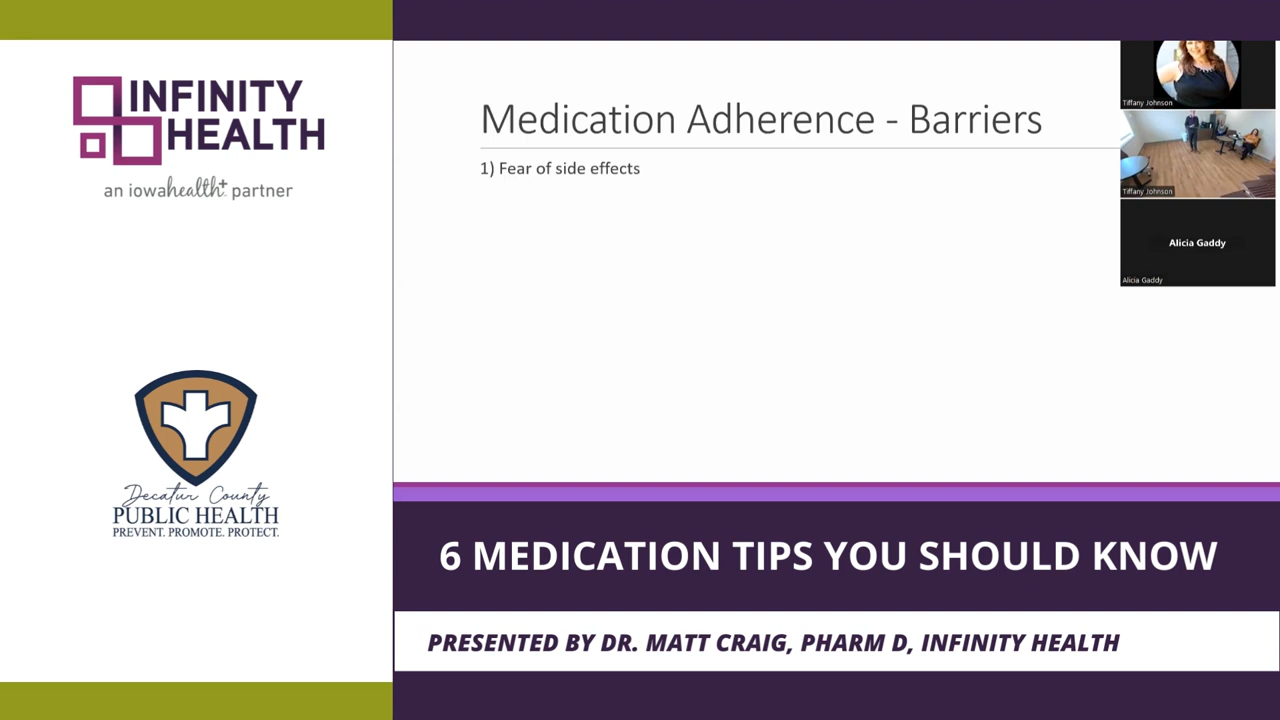 INFINITY
HEALTH
an iowahealth+ partner
Decatur County
PUBLIC HEALTH
PREVENT. PROMOTE. PROTECT.
Medication Adherence - Barriers
1) Fear of side effects
Tiffany Johnson
Tiffany Johnson
Alicia Gaddy
Alicia Gaddy
6 MEDICATION TIPS YOU SHOULD KNOW
PRESENTED BY DR. MATT CRAIG, PHARM D, INFINITY HEALTH